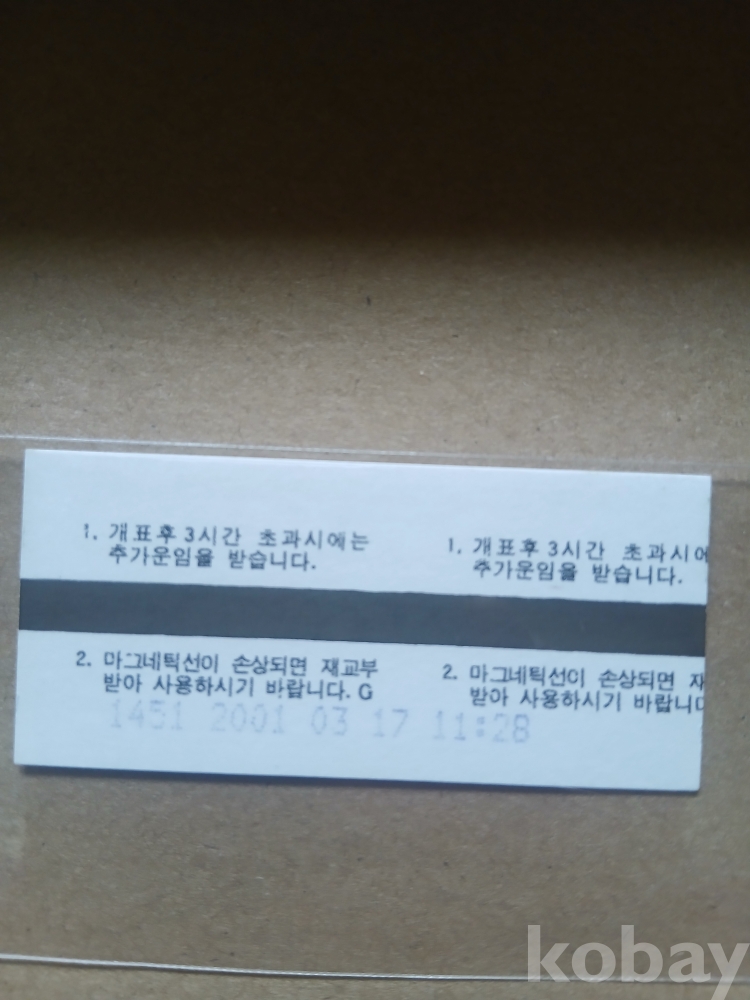 1. 개표후 3시간 초과시에는
추가운임을 받습니다.
1. 개표후 3시간 초과시에
추가운임을 받습니다.
2. 마그네틱선이 손상되면 재교부
받아 사용하시기 바랍니다. G
2. 마그네틱선이 손상되면 재
받아 사용하시기 바랍니다
1451 2001 03 17 11:28
kobay